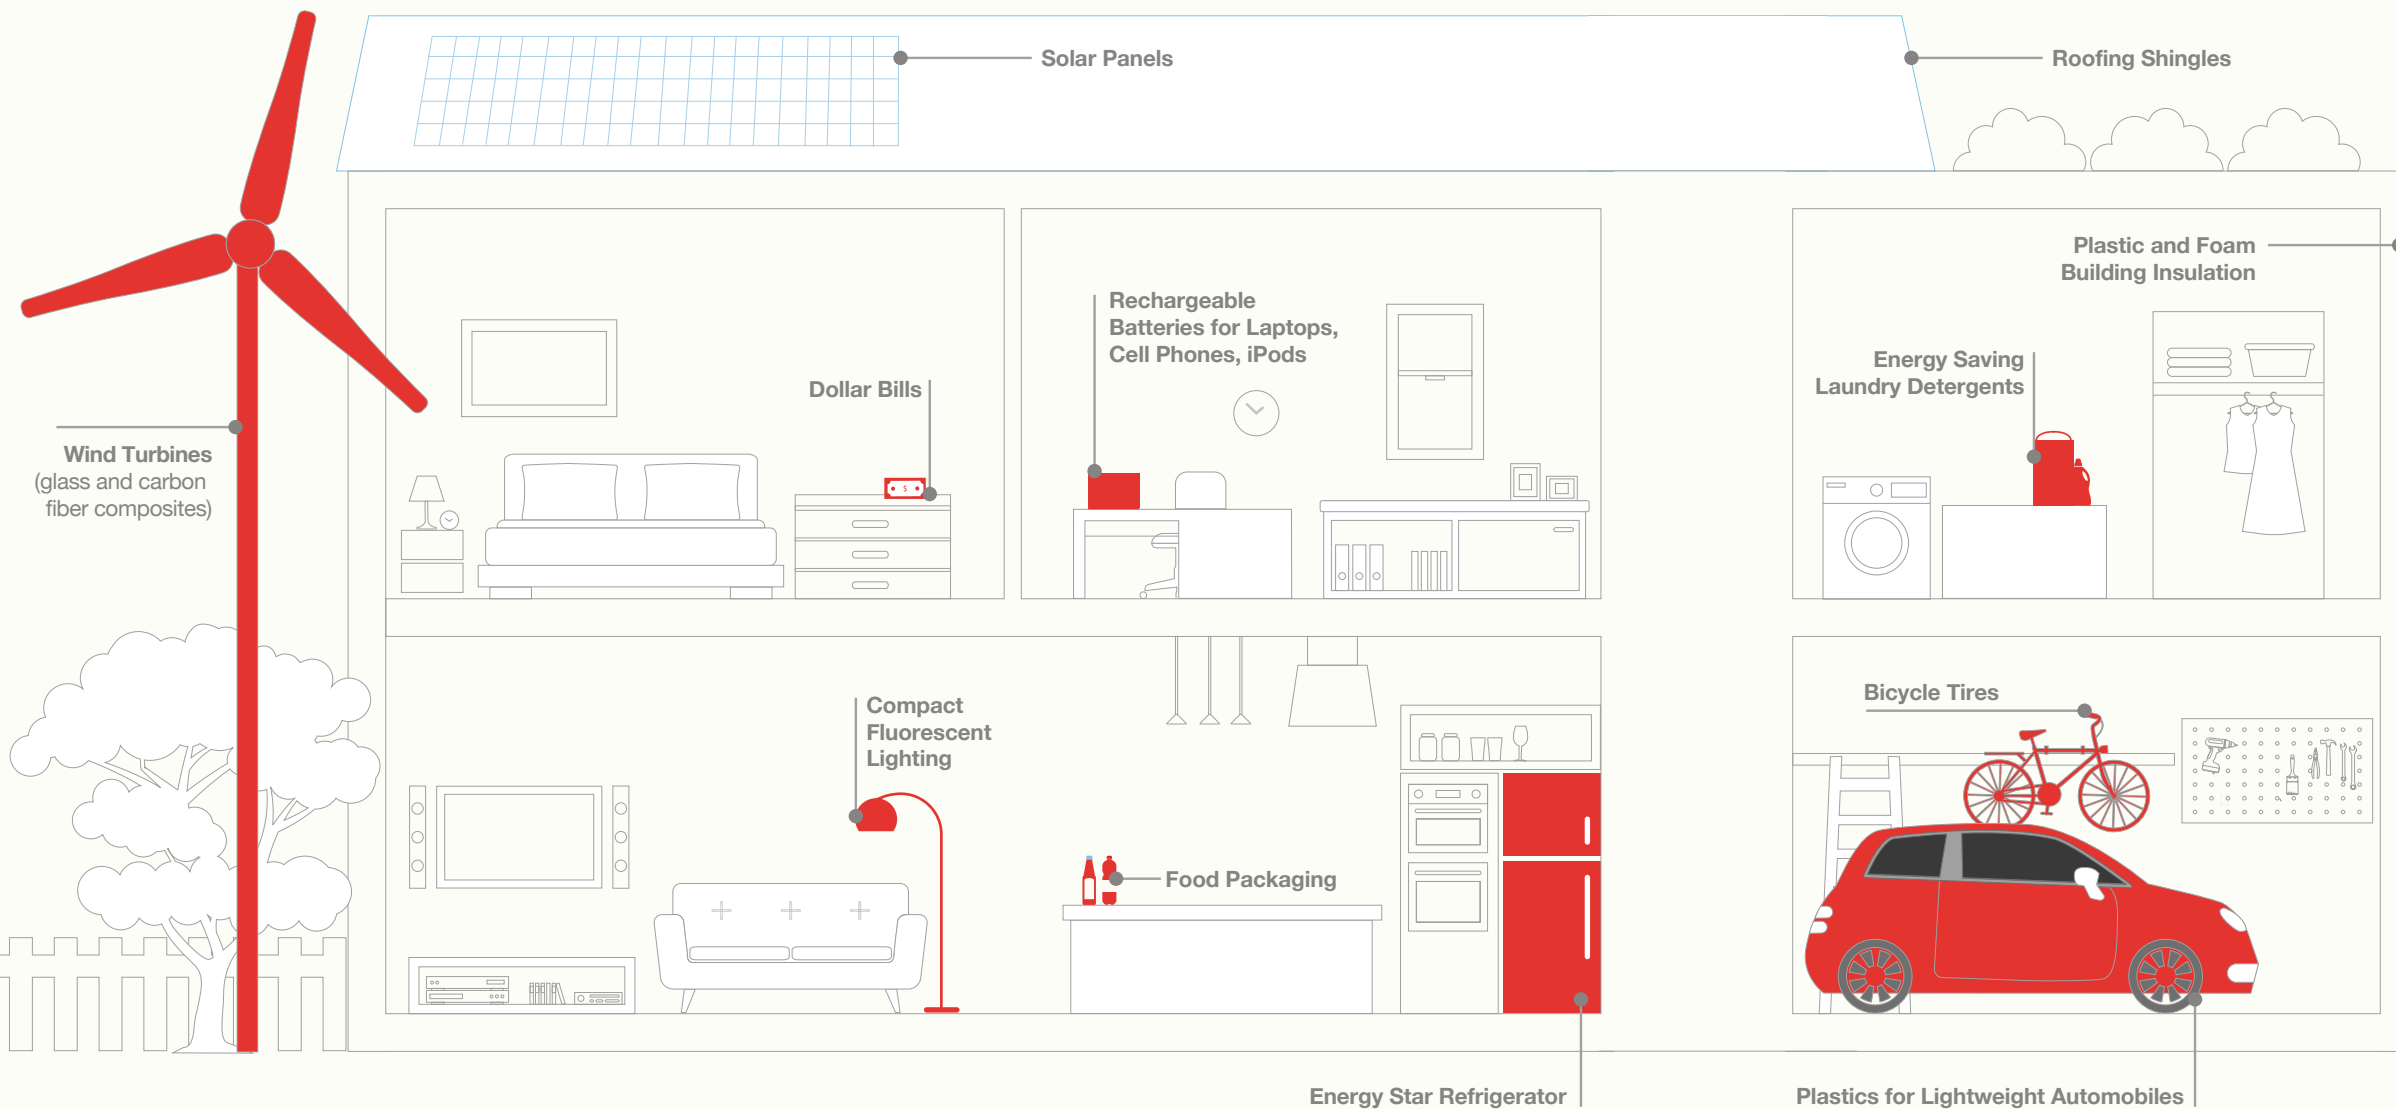 Solar Panels
Roofing Shingles
Plastic and Foam
Building Insulation
Rechargeable
Batteries for Laptops,
Cell Phones, iPods
Energy Saving
Laundry Detergents
Dollar Bills
$
Wind Turbines
(glass and carbon
fiber composites)
Bicycle Tires
Compact
Fluorescent
Lighting
Food Packaging
Energy Star Refrigerator
Plastics for Lightweight Automobiles